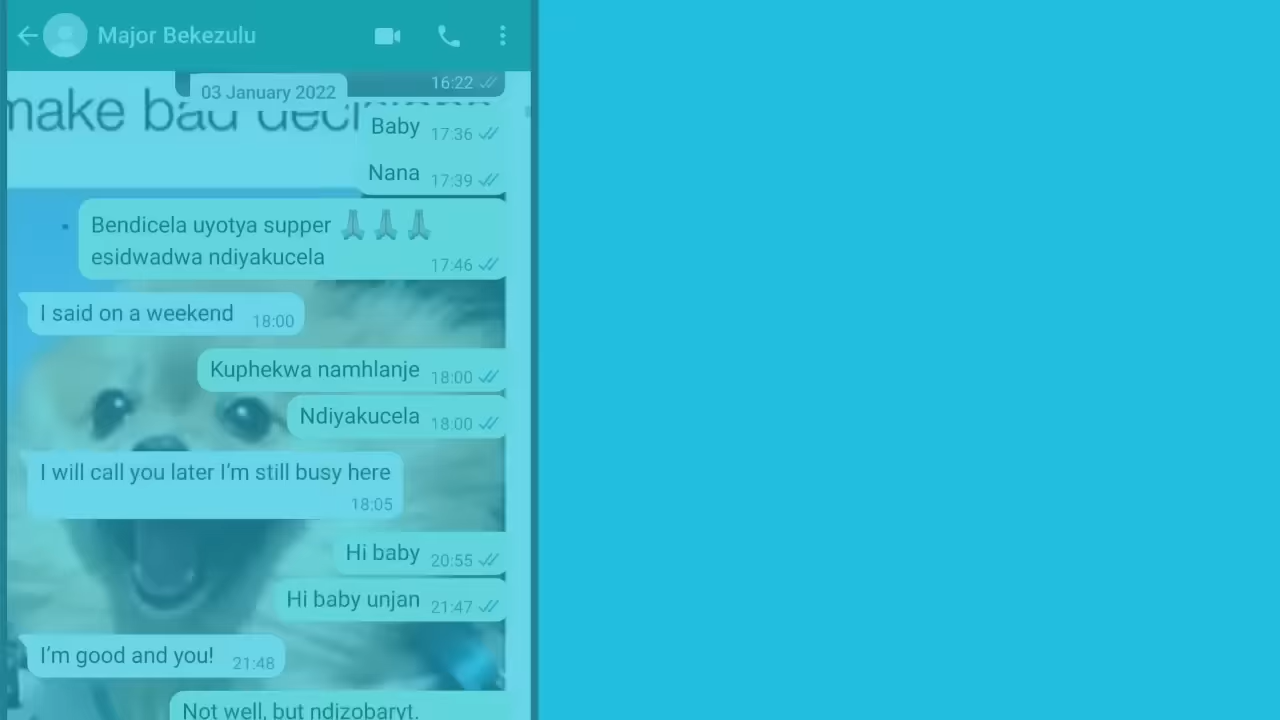 Major Bekezulu
16:22
03 January 2022
make bad deci
Baby 17:36
Nana 17:39
Bendicela uyotya supper 🙏🙏🙏
esidwadwa ndiyakucela 17:46
I said on a weekend 18:00
Kuphekwa namhlanje 18:00
Ndiyakucela 18:00
I will call you later I'm still busy here
18:05
Hi baby 20:55
Hi baby unjan 21:47
I'm good and you! 21:48
Not well, but ndizobaryt.